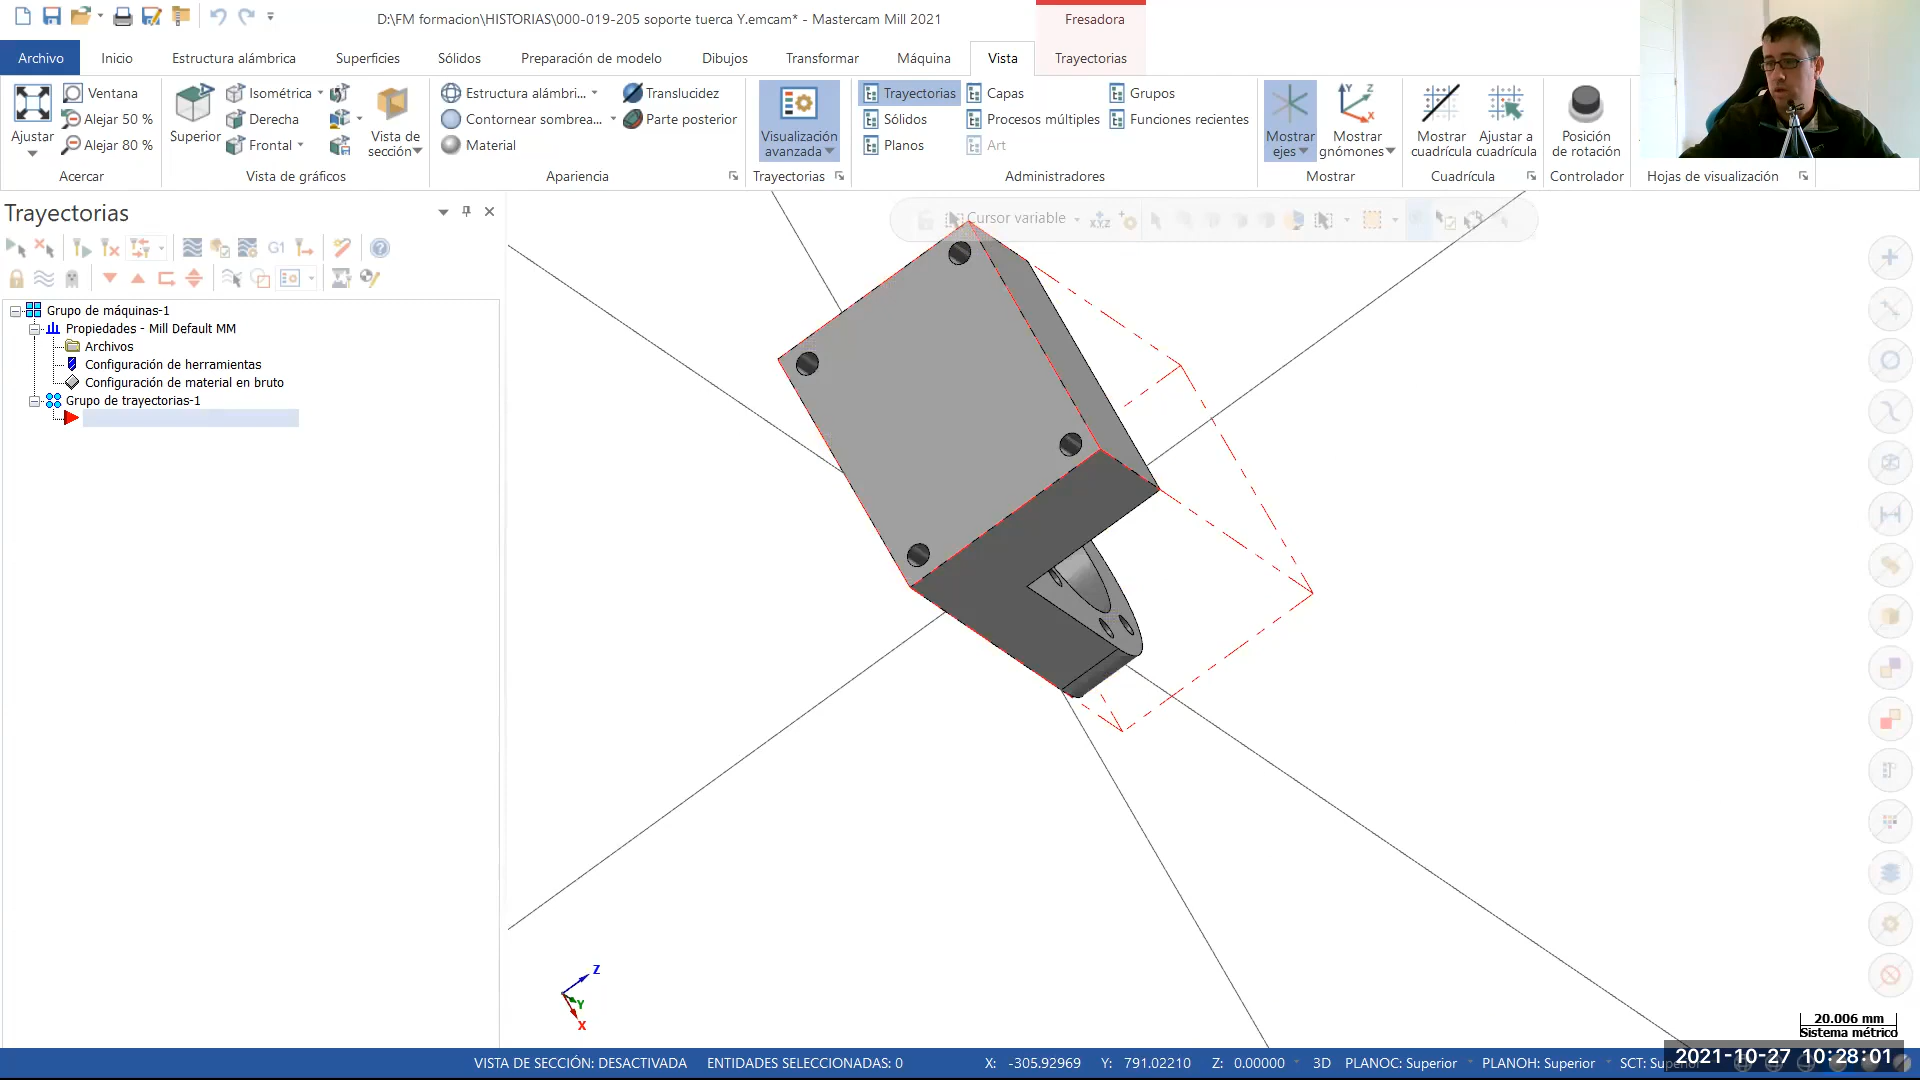 D:\FM formacion\HISTORIAS\000-019-205 soporte tuerca Y.emcam* - Mastercam Mill 2021
Fresadora
Archivo Inicio Estructura alámbrica Superficies Sólidos Preparación de modelo Dibujos Transformar Máquina Vista Trayectorias
Ajustar
Ventana
Alejar 50 %
Alejar 80 %
Acercar
Superior
Isométrica
Derecha
Frontal
Vista de
sección
Vista de gráficos
Estructura alámbri...
Contornear sombrea...
Material
Translucidez
Parte posterior
Apariencia
Visualización
avanzada
Trayectorias
Trayectorias
Sólidos
Planos
Capas
Procesos múltiples
Art
Grupos
Funciones recientes
Administradores
Mostrar
ejes
Mostrar
gnómones
Mostrar
Mostrar
cuadrícula
Ajustar a
cuadrícula
Cuadrícula
Posición
de rotación
Controlador
Hojas de visualización
Trayectorias
G1
Cursor variable
Grupo de máquinas-1
Propiedades - Mill Default MM
Archivos
Configuración de herramientas
Configuración de material en bruto
Grupo de trayectorias-1
Z
Y
X
20.006 mm
Sistema métrico
VISTA DE SECCIÓN: DESACTIVADA ENTIDADES SELECCIONADAS: 0 X: -305.92969 Y: 791.02210 Z: 0.00000 3D PLANOC: Superior PLANOH: Superior SCT:
2021-10-27 10:28:01